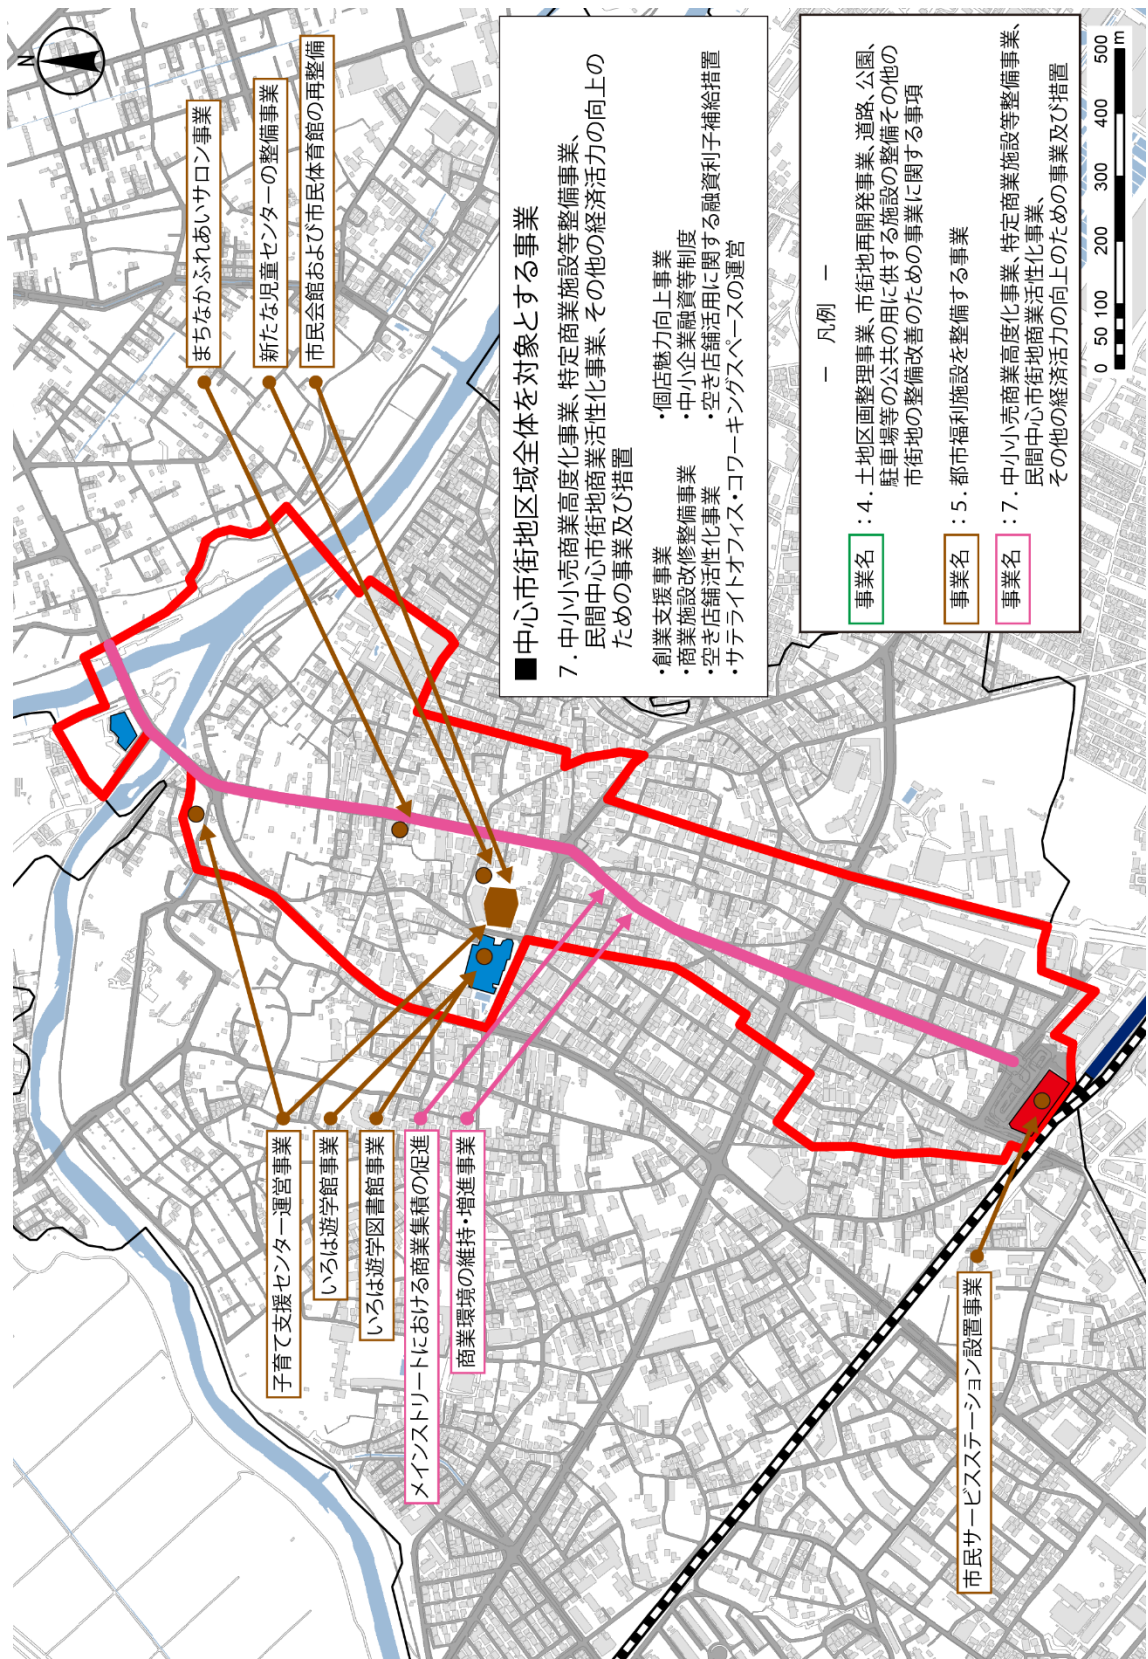 N
まちなかふれあいサロン事業
新たな児童センターの整備事業
市民会館および市民体育館の再整備
子育て支援センター運営事業
いろは遊学館事業
いろは遊学図書館事業
メインストリートにおける商業集積の促進
商業環境の維持・増進事業
市民サービスステーション設置事業
■中心市街地区域全体を対象とする事業
7. 中小小売商業高度化事業、特定商業施設等整備事業、
民間中心市街地商業活性化事業、その他の経済活力の向上の
ための事業及び措置
・創業支援事業 ・個店魅力向上事業
・商業施設改修整備事業 ・中小企業融資等制度
・空き店舗活性化事業 ・空き店舗活用に関する融資利子補給措置
・サテライトオフィス・コワーキングスペースの運営
－ 凡例 －
事業名 : 4. 土地区画整理事業、市街地再開発事業、道路、公園、
駐車場等の公共の用に供する施設の整備その他の
市街地の整備改善のための事業に関する事項
事業名 : 5. 都市福利施設を整備する事業
事業名 : 7. 中小小売商業高度化事業、特定商業施設等整備事業、
民間中心市街地商業活性化事業、
その他の経済活力の向上のための事業及び措置
0 50 100 200 300 400 500
m